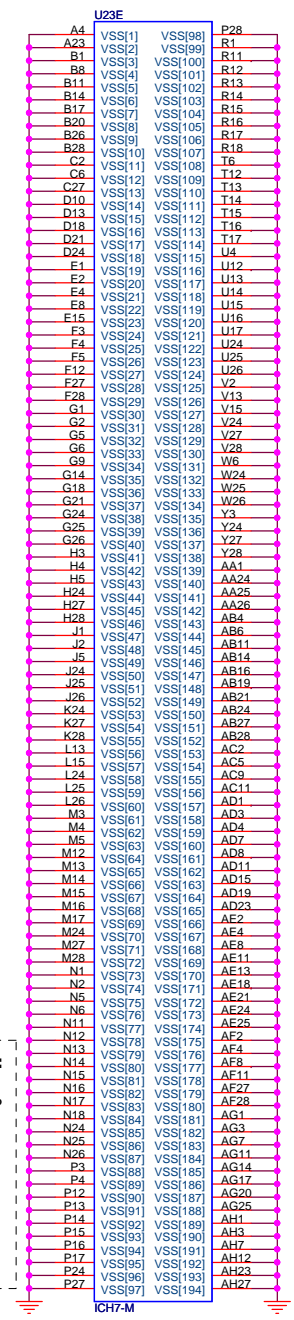 U23E
A4 VSS[1] VSS[98] P28
A23 VSS[2] VSS[99] R1
B1 VSS[3] VSS[100] R11
B8 VSS[4] VSS[101] R12
B11 VSS[5] VSS[102] R13
B14 VSS[6] VSS[103] R14
B17 VSS[7] VSS[104] R15
B20 VSS[8] VSS[105] R16
B26 VSS[9] VSS[106] R17
B28 VSS[10] VSS[107] R18
C2 VSS[11] VSS[108] T6
C6 VSS[12] VSS[109] T12
C27 VSS[13] VSS[110] T13
D10 VSS[14] VSS[111] T14
D13 VSS[15] VSS[112] T15
D18 VSS[16] VSS[113] T16
D21 VSS[17] VSS[114] T17
D24 VSS[18] VSS[115] U4
E1 VSS[19] VSS[116] U12
E2 VSS[20] VSS[117] U13
E4 VSS[21] VSS[118] U14
E8 VSS[22] VSS[119] U15
E15 VSS[23] VSS[120] U16
F3 VSS[24] VSS[121] U17
F4 VSS[25] VSS[122] U24
F5 VSS[26] VSS[123] U25
F12 VSS[27] VSS[124] U26
F27 VSS[28] VSS[125] V2
F28 VSS[29] VSS[126] V13
G1 VSS[30] VSS[127] V15
G2 VSS[31] VSS[128] V24
G5 VSS[32] VSS[129] V27
G6 VSS[33] VSS[130] V28
G9 VSS[34] VSS[131] W6
G14 VSS[35] VSS[132] W24
G18 VSS[36] VSS[133] W25
G21 VSS[37] VSS[134] W26
G24 VSS[38] VSS[135] Y3
G25 VSS[39] VSS[136] Y24
G26 VSS[40] VSS[137] Y27
H3 VSS[41] VSS[138] Y28
H4 VSS[42] VSS[139] AA1
H5 VSS[43] VSS[140] AA24
H24 VSS[44] VSS[141] AA25
H27 VSS[45] VSS[142] AA26
H28 VSS[46] VSS[143] AB4
J1 VSS[47] VSS[144] AB6
J2 VSS[48] VSS[145] AB11
J5 VSS[49] VSS[146] AB14
J24 VSS[50] VSS[147] AB16
J25 VSS[51] VSS[148] AB19
J26 VSS[52] VSS[149] AB21
K24 VSS[53] VSS[150] AB24
K27 VSS[54] VSS[151] AB27
K28 VSS[55] VSS[152] AB28
L13 VSS[56] VSS[153] AC2
L15 VSS[57] VSS[154] AC5
L24 VSS[58] VSS[155] AC9
L25 VSS[59] VSS[156] AC11
L26 VSS[60] VSS[157] AD1
M3 VSS[61] VSS[158] AD3
M4 VSS[62] VSS[159] AD4
M5 VSS[63] VSS[160] AD7
M12 VSS[64] VSS[161] AD8
M13 VSS[65] VSS[162] AD11
M14 VSS[66] VSS[163] AD15
M15 VSS[67] VSS[164] AD19
M16 VSS[68] VSS[165] AD23
M17 VSS[69] VSS[166] AE2
M24 VSS[70] VSS[167] AE4
M27 VSS[71] VSS[168] AE8
M28 VSS[72] VSS[169] AE11
N1 VSS[73] VSS[170] AE13
N2 VSS[74] VSS[171] AE18
N5 VSS[75] VSS[172] AE21
N6 VSS[76] VSS[173] AE24
N11 VSS[77] VSS[174] AE25
N12 VSS[78] VSS[175] AF2
N13 VSS[79] VSS[176] AF4
N14 VSS[80] VSS[177] AF8
N15 VSS[81] VSS[178] AF11
N16 VSS[82] VSS[179] AF27
N17 VSS[83] VSS[180] AF28
N18 VSS[84] VSS[181] AG1
N24 VSS[85] VSS[182] AG3
N25 VSS[86] VSS[183] AG7
N26 VSS[87] VSS[184] AG11
P3 VSS[88] VSS[185] AG14
P4 VSS[89] VSS[186] AG17
P12 VSS[90] VSS[187] AG20
P13 VSS[91] VSS[188] AG25
P14 VSS[92] VSS[189] AH1
P15 VSS[93] VSS[190] AH3
P16 VSS[94] VSS[191] AH7
P17 VSS[95] VSS[192] AH12
P24 VSS[96] VSS[193] AH23
P27 VSS[97] VSS[194] AH27
ICH7-M